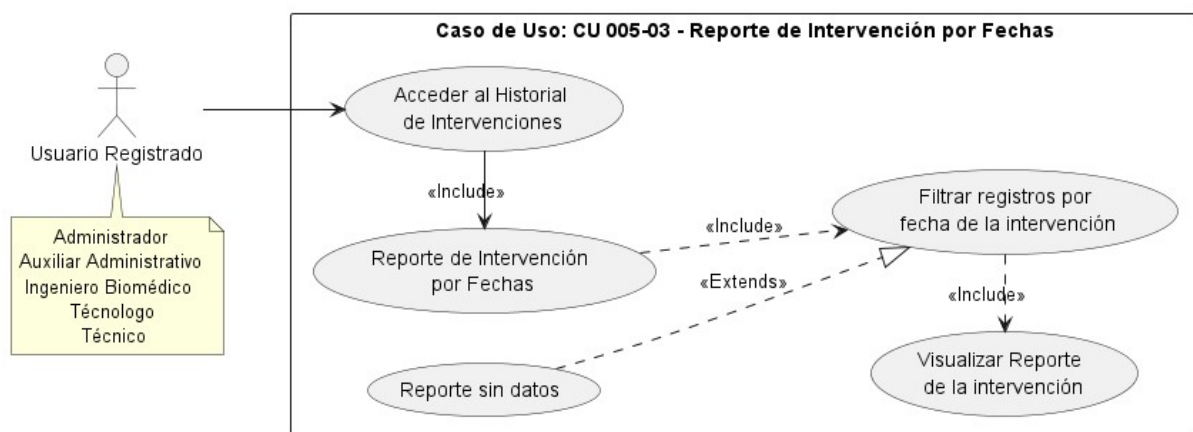 Caso de Uso: CU 005-03 - Reporte de Intervención por Fechas
Usuario Registrado
Administrador
Auxiliar Administrativo
Ingeniero Biomédico
Técnologo
Técnico
Acceder al Historial
de Intervenciones
«Include»
Reporte de Intervención
por Fechas
«Include»
Filtrar registros por
fecha de la intervención
«Extends»
Reporte sin datos
«Include»
Visualizar Reporte
de la intervención